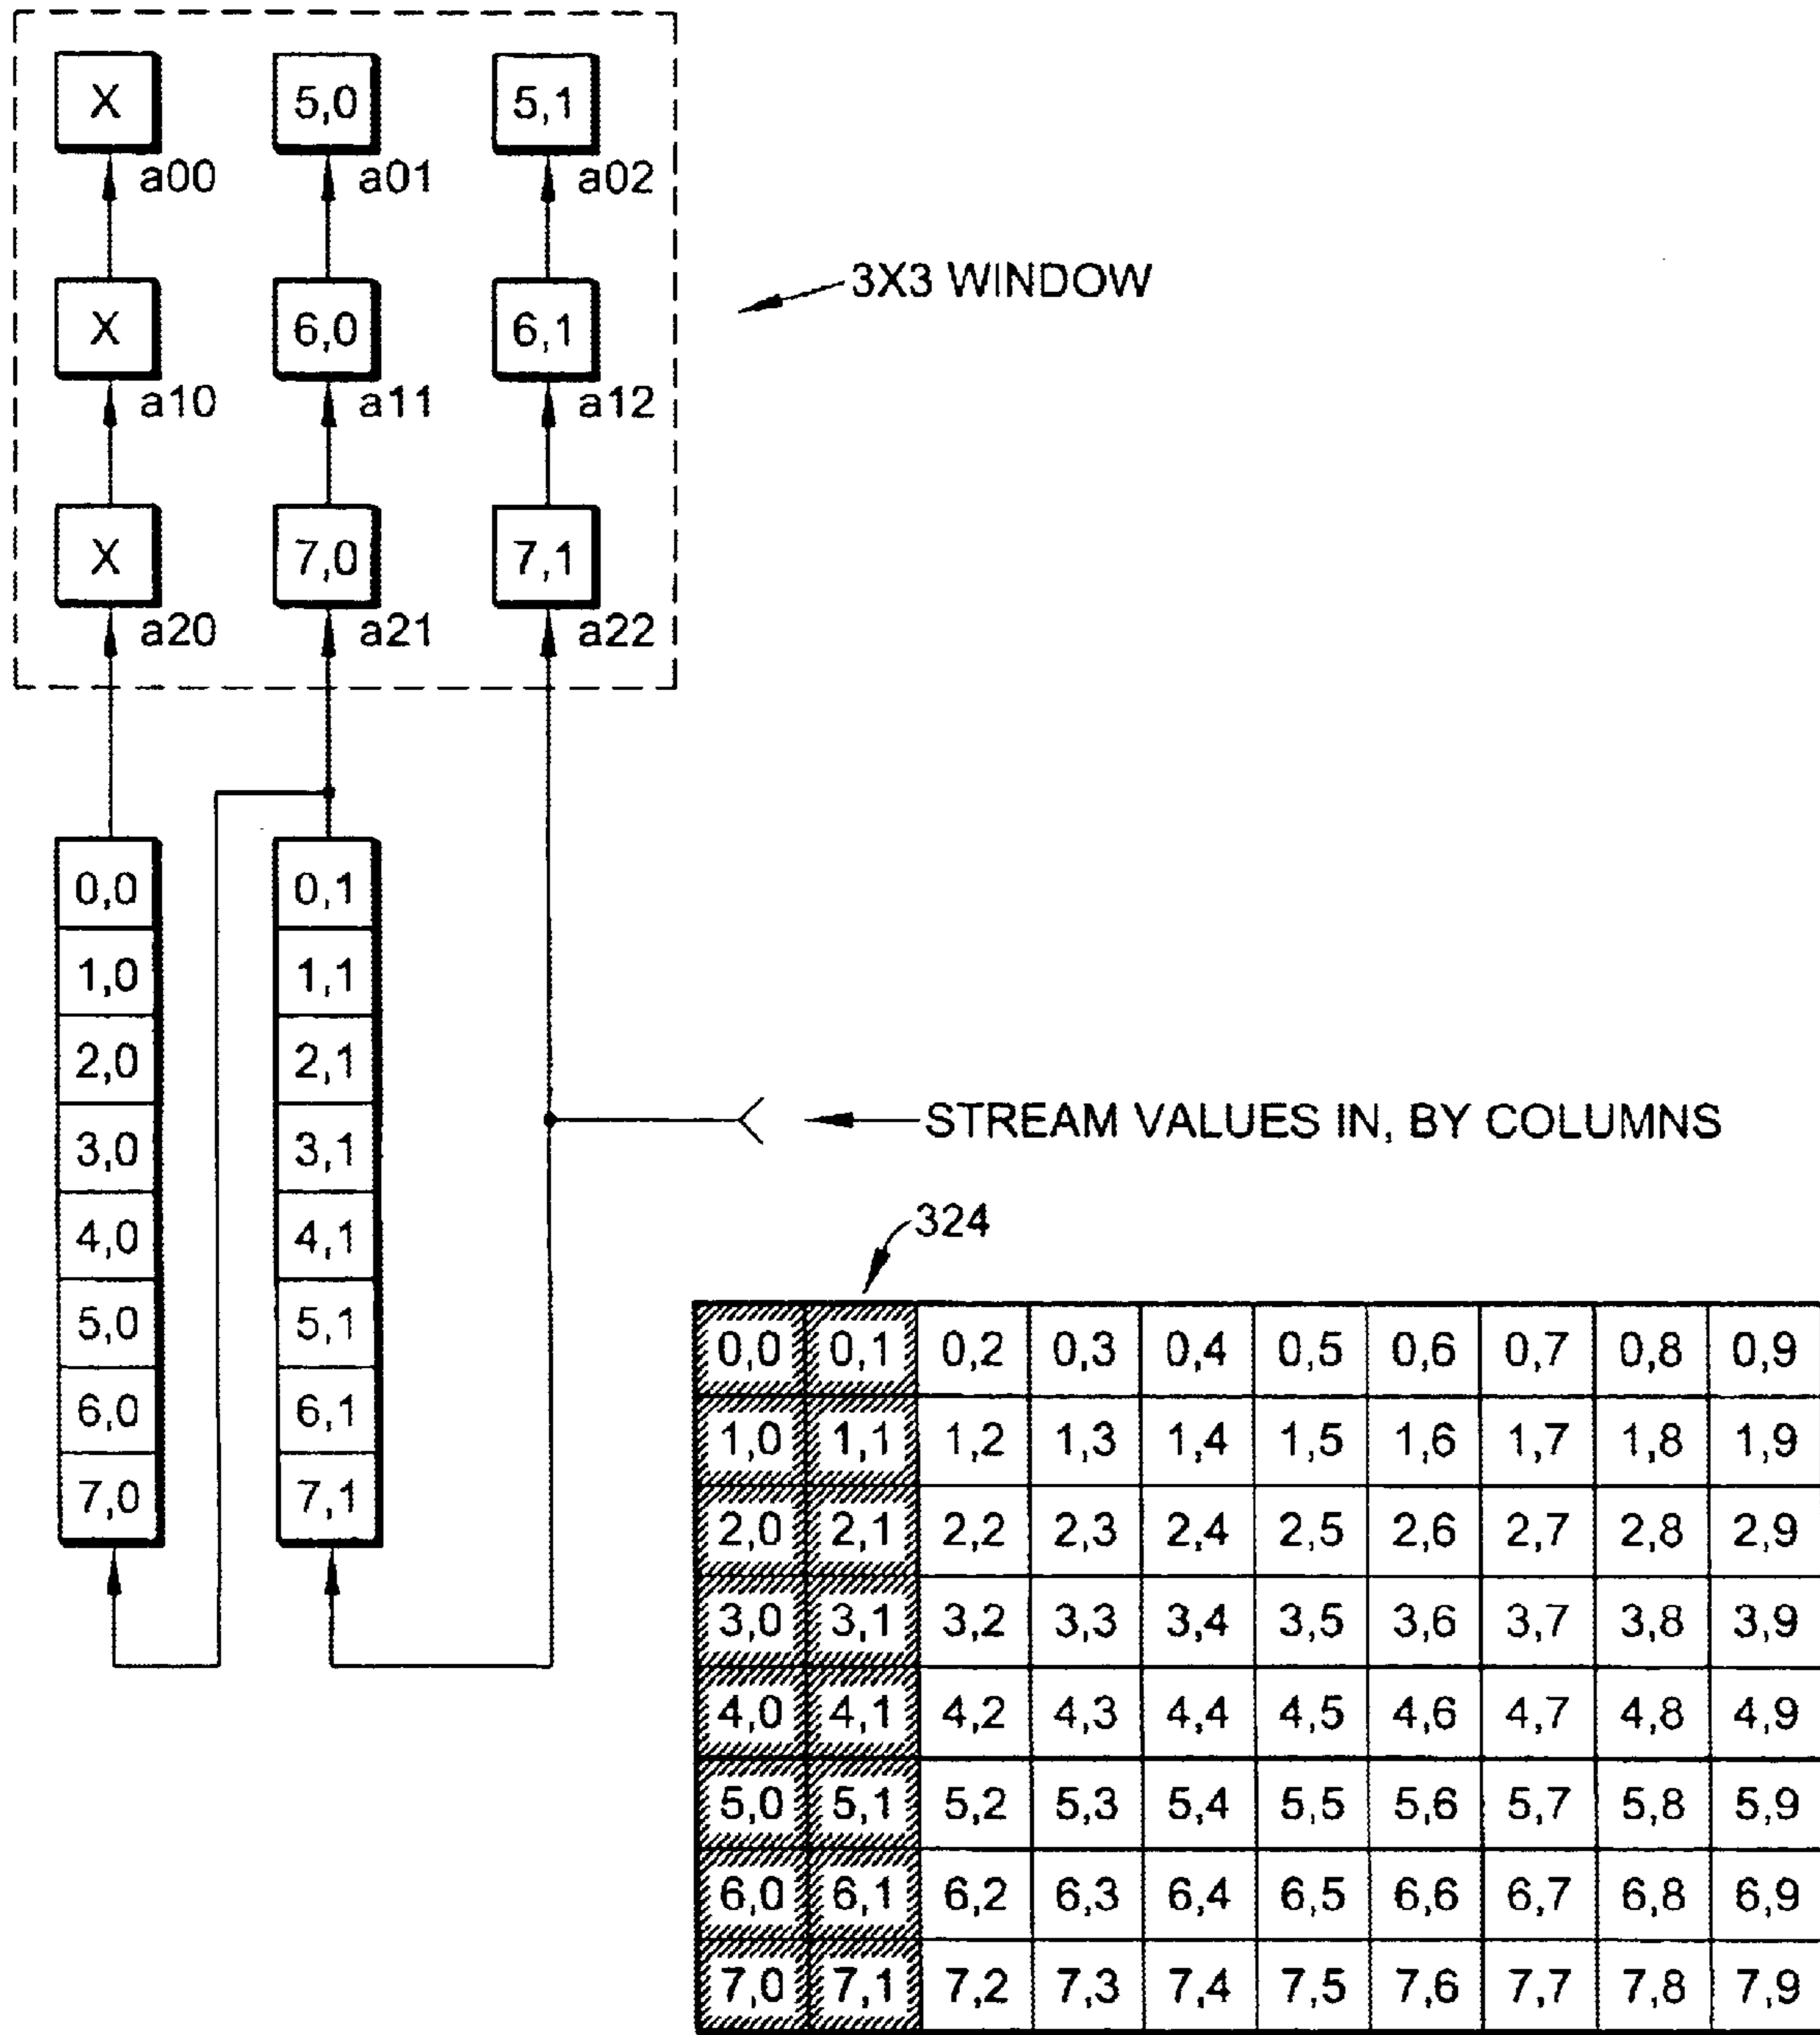 X 5,0 5,1
a00 a01 a02
3X3 WINDOW
X 6,0 6,1
a10 a11 a12
X 7,0 7,1
a20 a21 a22
0,0 0,1
1,0 1,1
2,0 2,1
3,0 3,1
4,0 4,1
5,0 5,1
6,0 6,1
7,0 7,1
STREAM VALUES IN, BY COLUMNS
324
0,0 0,1 0,2 0,3 0,4 0,5 0,6 0,7 0,8 0,9
1,0 1,1 1,2 1,3 1,4 1,5 1,6 1,7 1,8 1,9
2,0 2,1 2,2 2,3 2,4 2,5 2,6 2,7 2,8 2,9
3,0 3,1 3,2 3,3 3,4 3,5 3,6 3,7 3,8 3,9
4,0 4,1 4,2 4,3 4,4 4,5 4,6 4,7 4,8 4,9
5,0 5,1 5,2 5,3 5,4 5,5 5,6 5,7 5,8 5,9
6,0 6,1 6,2 6,3 6,4 6,5 6,6 6,7 6,8 6,9
7,0 7,1 7,2 7,3 7,4 7,5 7,6 7,7 7,8 7,9